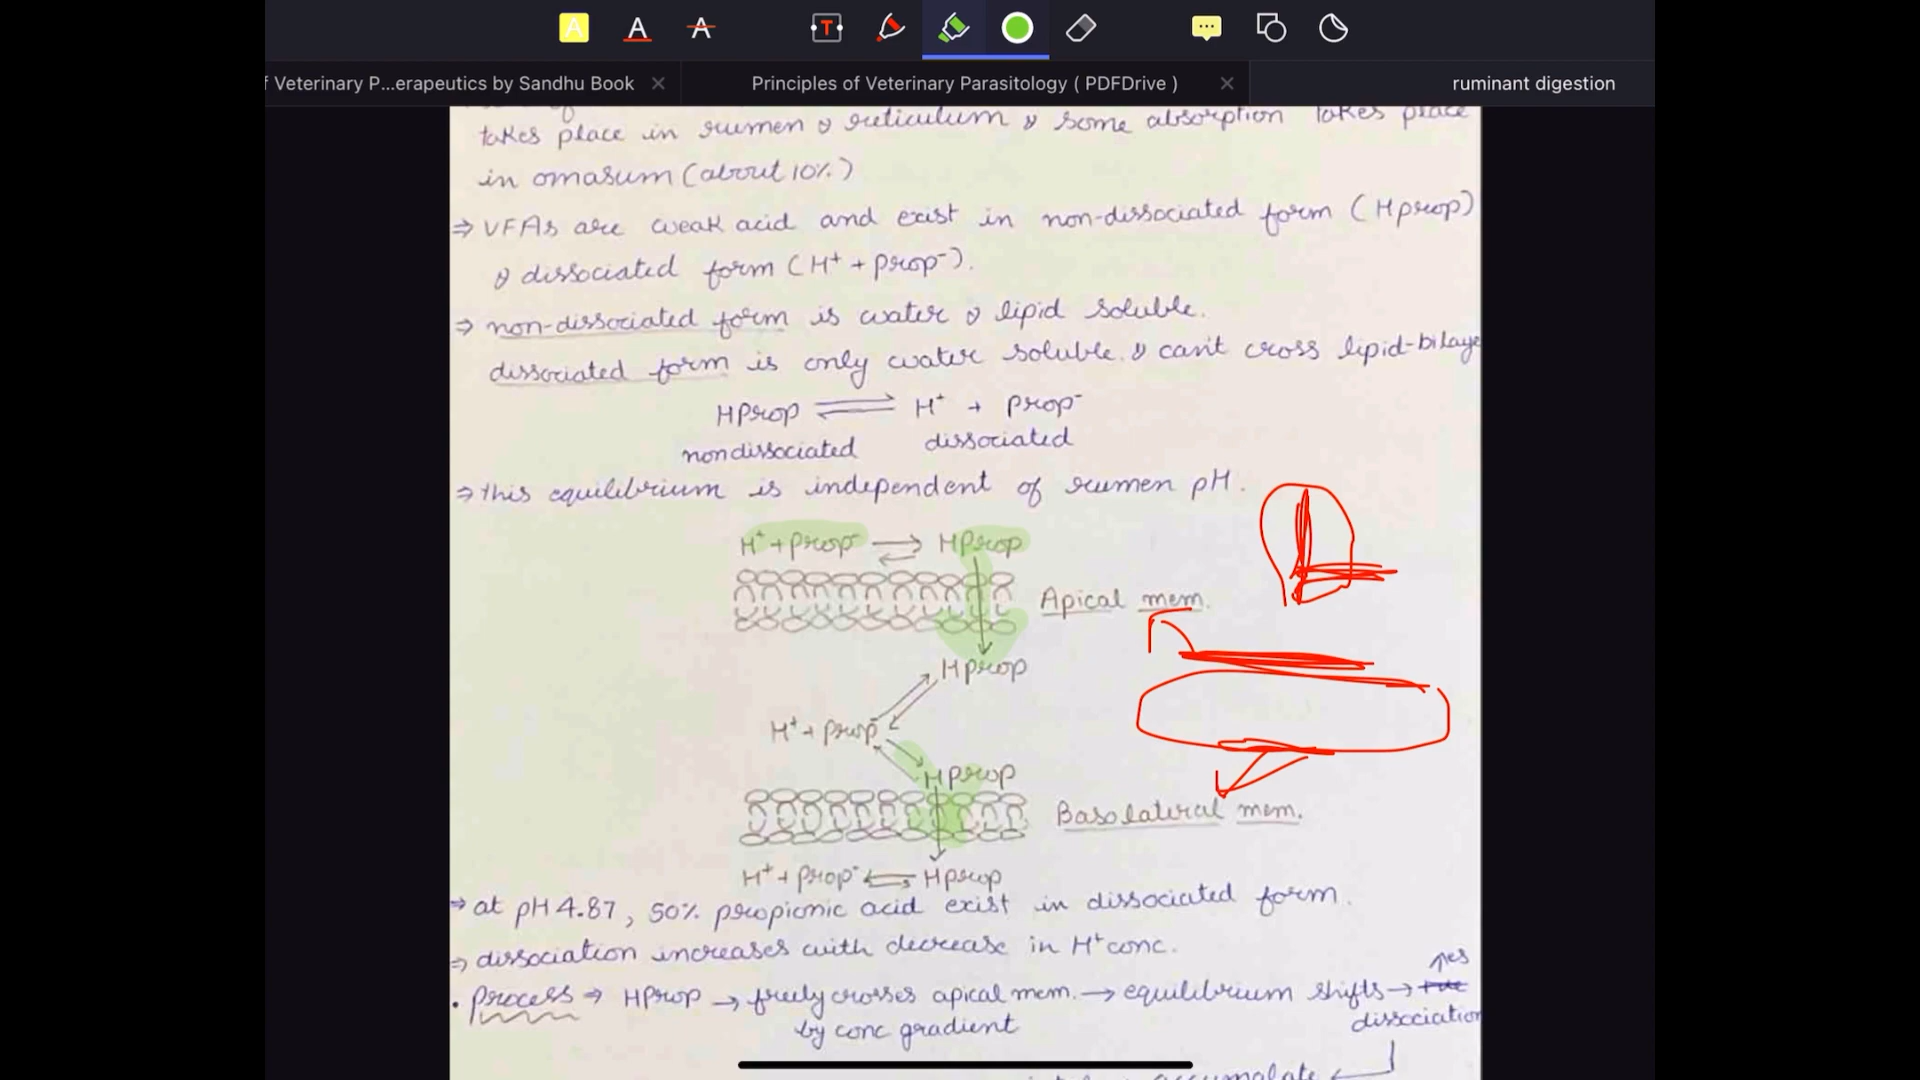 A A A T
f Veterinary P...erapeutics by Sandhu Book × Principles of Veterinary Parasitology ( PDFDrive ) × ruminant digestion
takes place in rumen & reticulum & some absorption takes place
in omasum (about 10%)
⇒ VFAs are weak acid and exist in non-dissociated form (Hprop)
& dissociated form (H⁺ + prop⁻).
⇒ non-dissociated form is water & lipid soluble.
dissociated form is only water soluble. & can't cross lipid-bilaye
Hprop ⇌ H⁺ + prop⁻
nondissociated dissociated
⇒ this equilibrium is independent of rumen pH.
H⁺ + prop⁻ ⇌ Hprop
Apical mem.
Hprop
H⁺ + prop⁻
Hprop
Basolateral mem.
H⁺ + prop⁻ ⇌ Hprop
⇒ at pH 4.87, 50% propionic acid exist in dissociated form.
⇒ dissociation increases with decrease in H⁺ conc.
• Process ⇒ Hprop → freely crosses apical mem. → equilibrium shifts →
by conc gradient dissociation
accumalate